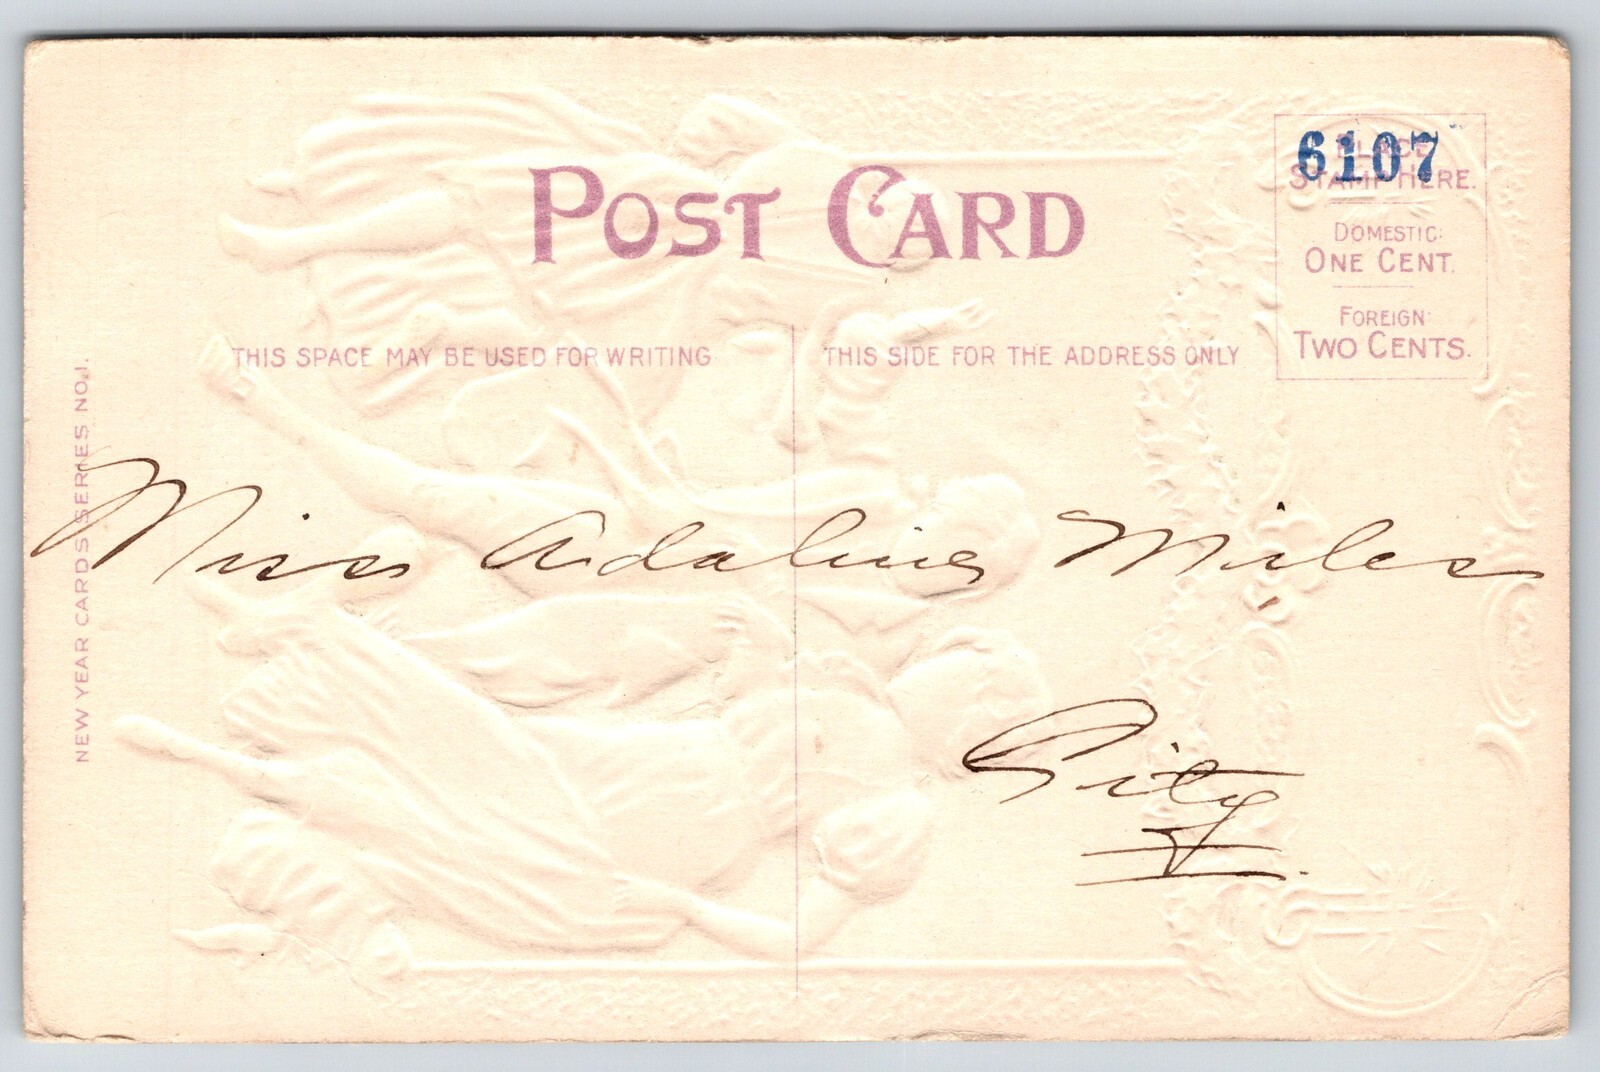 POST CARD
6107
PLACE
STAMP HERE.
DOMESTIC:
ONE CENT.
FOREIGN:
TWO CENTS.
THIS SPACE MAY BE USED FOR WRITING
THIS SIDE FOR THE ADDRESS ONLY
NEW YEAR CARDS SERIES NO.1.
Miss Adaline Miles
City